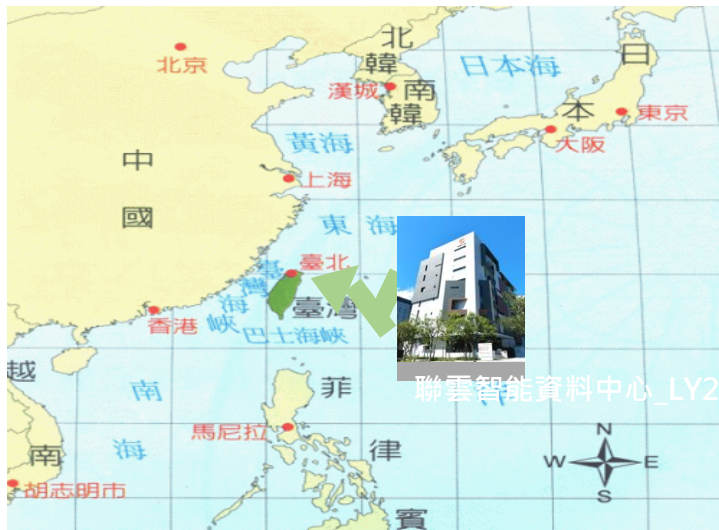 北
韓
日本海
日
北京
漢城
南
韓
本
東京
大阪
黃海
中
國
上海
東海
臺北
臺
灣
海
峽
臺灣
香港
巴士海峽
越
南
菲
聯雲智能資料中心_LY2
馬尼拉
N
南
海
律
W
E
S
胡志明市
賓